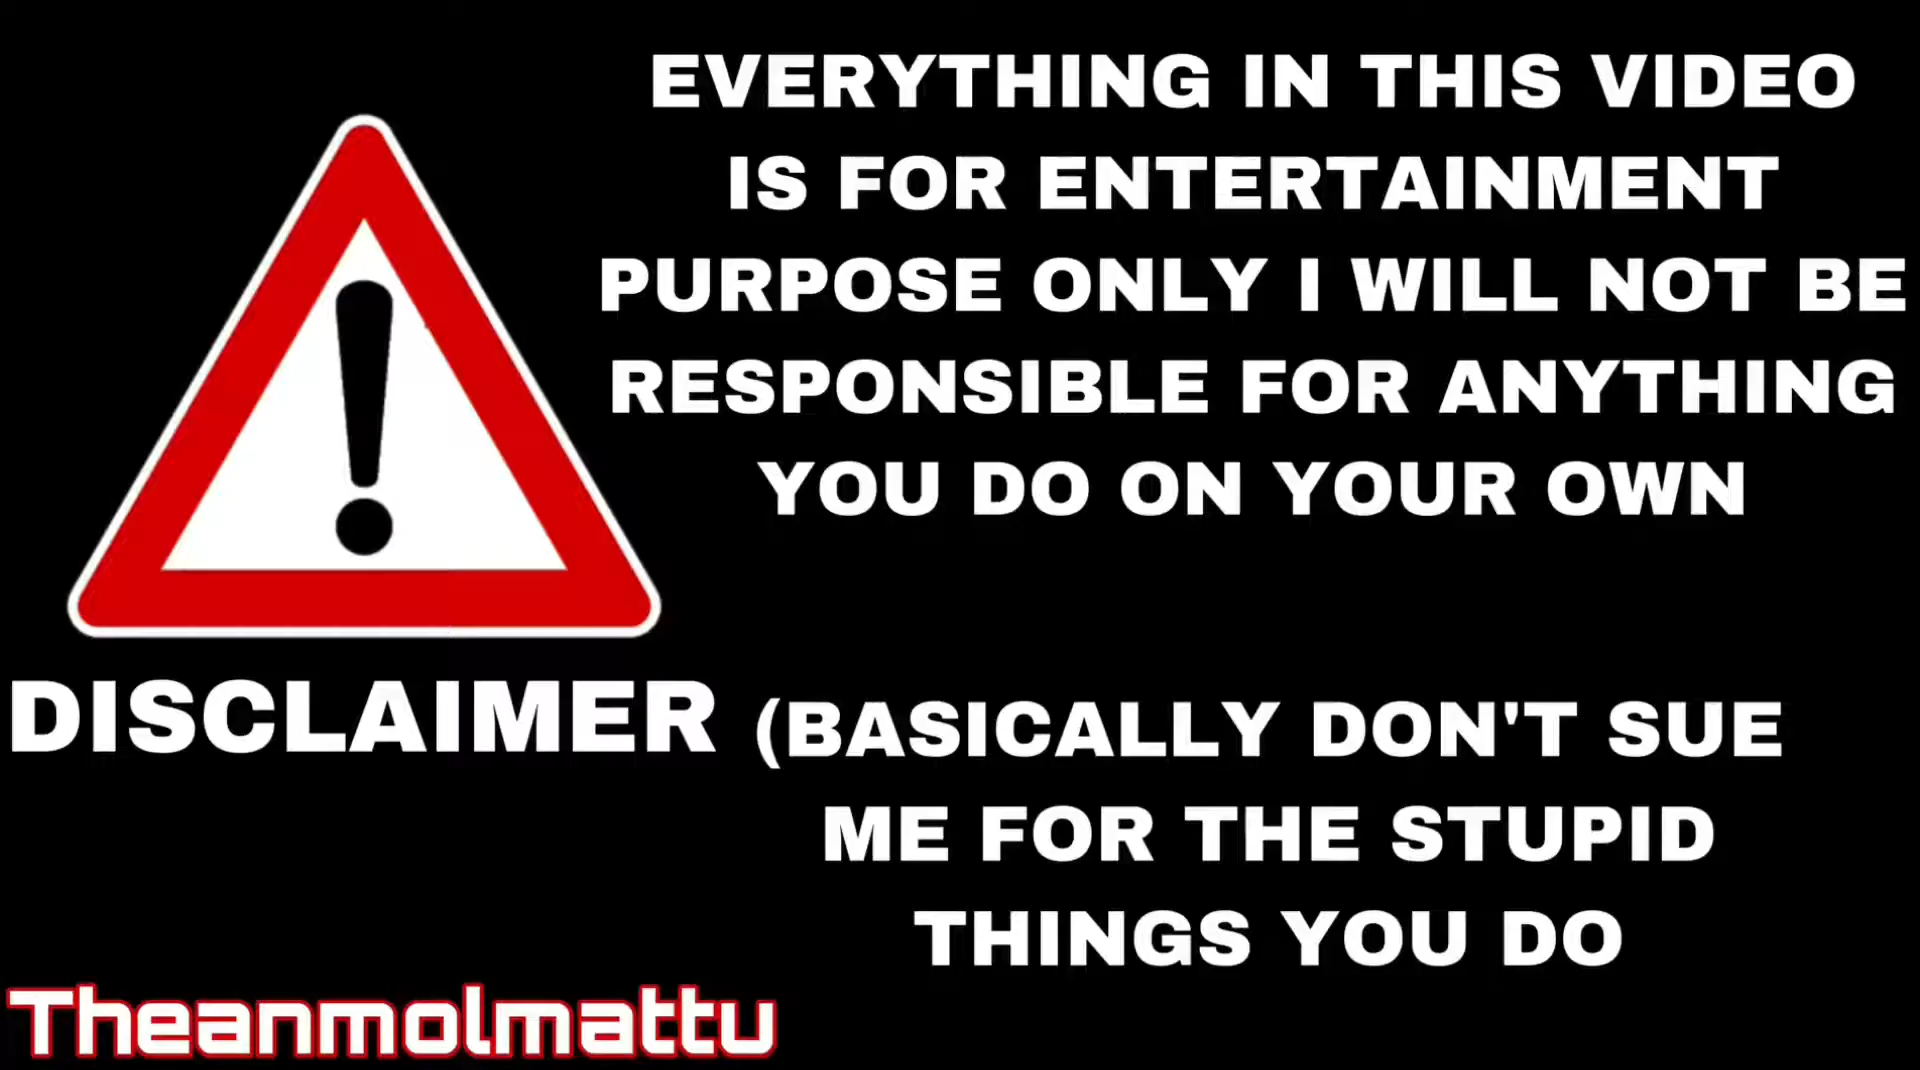 EVERYTHING IN THIS VIDEO
IS FOR ENTERTAINMENT
PURPOSE ONLY I WILL NOT BE
RESPONSIBLE FOR ANYTHING
YOU DO ON YOUR OWN
DISCLAIMER
(BASICALLY DON'T SUE
ME FOR THE STUPID
THINGS YOU DO
Theanmolmattu